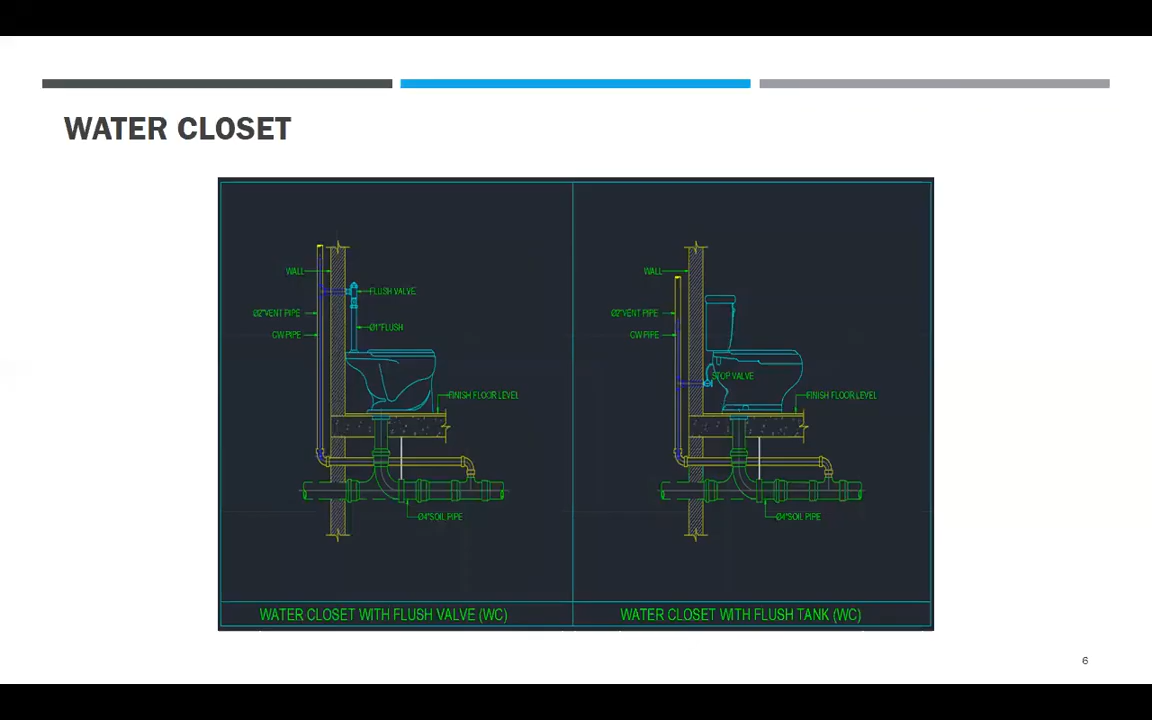 WATER CLOSET
WALL
FLUSH VALVE
Ø2"VENT PIPE
Ø1"FLUSH
CW PIPE
FINISH FLOOR LEVEL
Ø4"SOIL PIPE
WATER CLOSET WITH FLUSH VALVE (WC)
WALL
Ø2"VENT PIPE
CW PIPE
STOP VALVE
FINISH FLOOR LEVEL
Ø4"SOIL PIPE
WATER CLOSET WITH FLUSH TANK (WC)
6